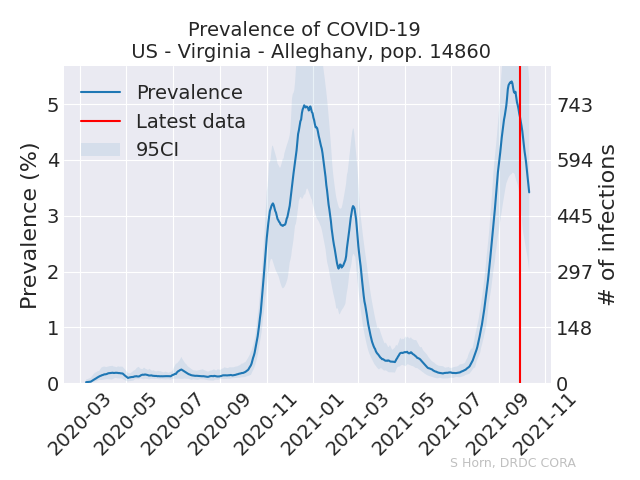 Prevalence of COVID-19
US - Virginia - Alleghany, pop. 14860
Prevalence
Latest data
95CI
Prevalence (%)
5
4
3
2
1
0
743
594
445
297
148
0
# of infections
2020-03
2020-05
2020-07
2020-09
2020-11
2021-01
2021-03
2021-05
2021-07
2021-09
2021-11
S Horn, DRDC CORA